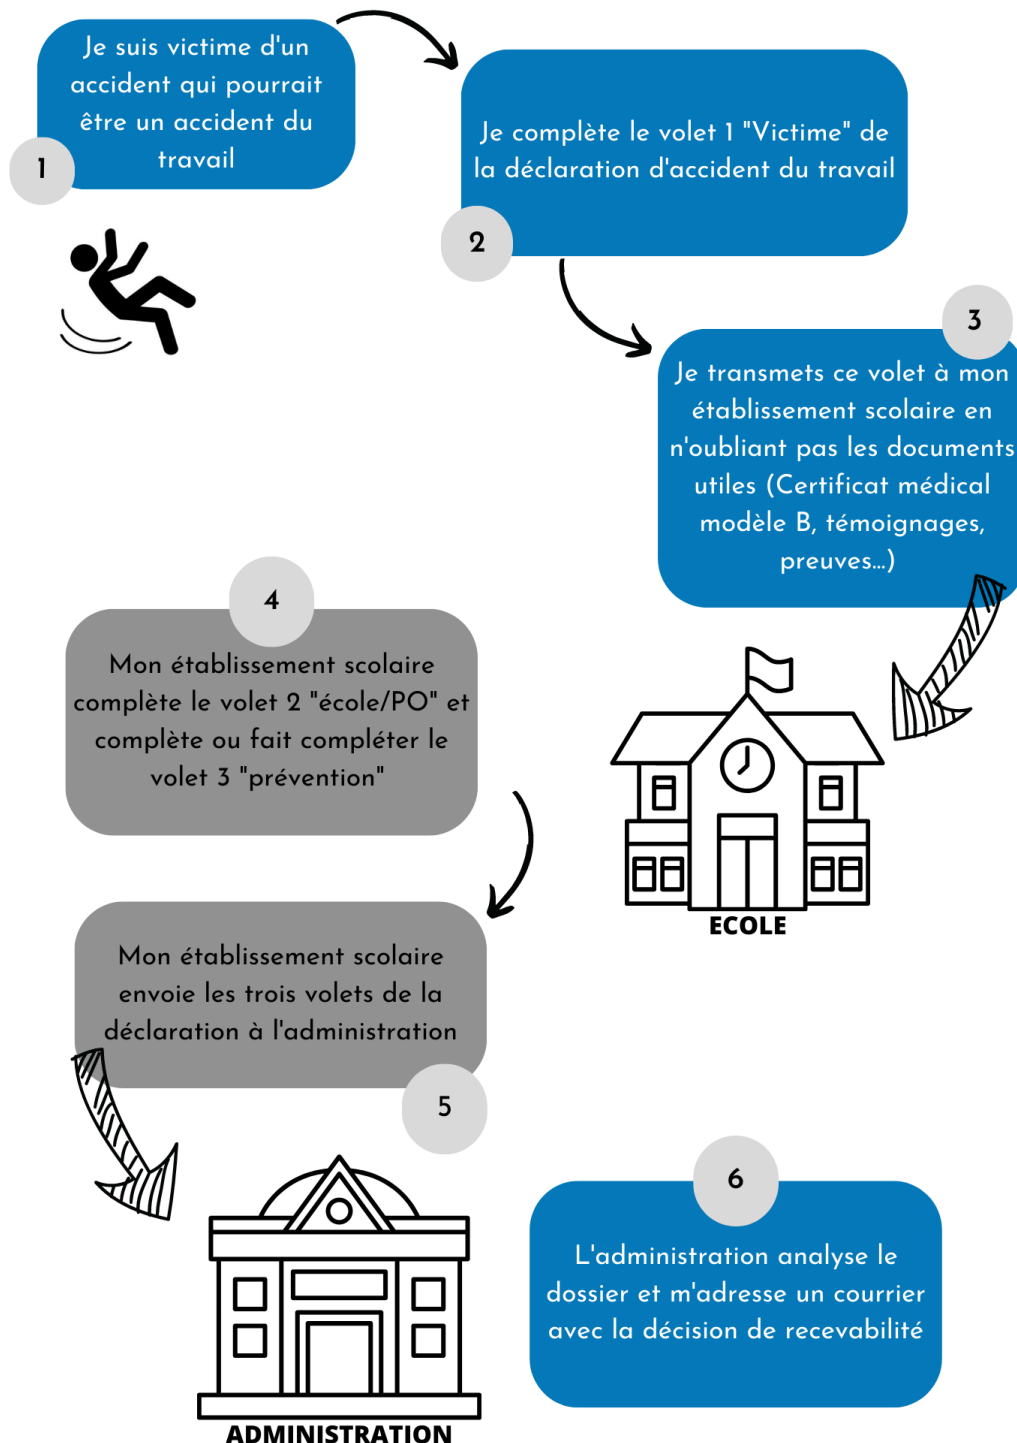 Je suis victime d'un
accident qui pourrait
être un accident du
travail
1
Je complète le volet 1 "Victime" de
la déclaration d'accident du travail
2
3
Je transmets ce volet à mon
établissement scolaire en
n'oubliant pas les documents
utiles (Certificat médical
modèle B, témoignages,
preuves...)
4
Mon établissement scolaire
complète le volet 2 "école/PO" et
complète ou fait compléter le
volet 3 "prévention"
ECOLE
Mon établissement scolaire
envoie les trois volets de la
déclaration à l'administration
5
6
L'administration analyse le
dossier et m'adresse un courrier
avec la décision de recevabilité
ADMINISTRATION